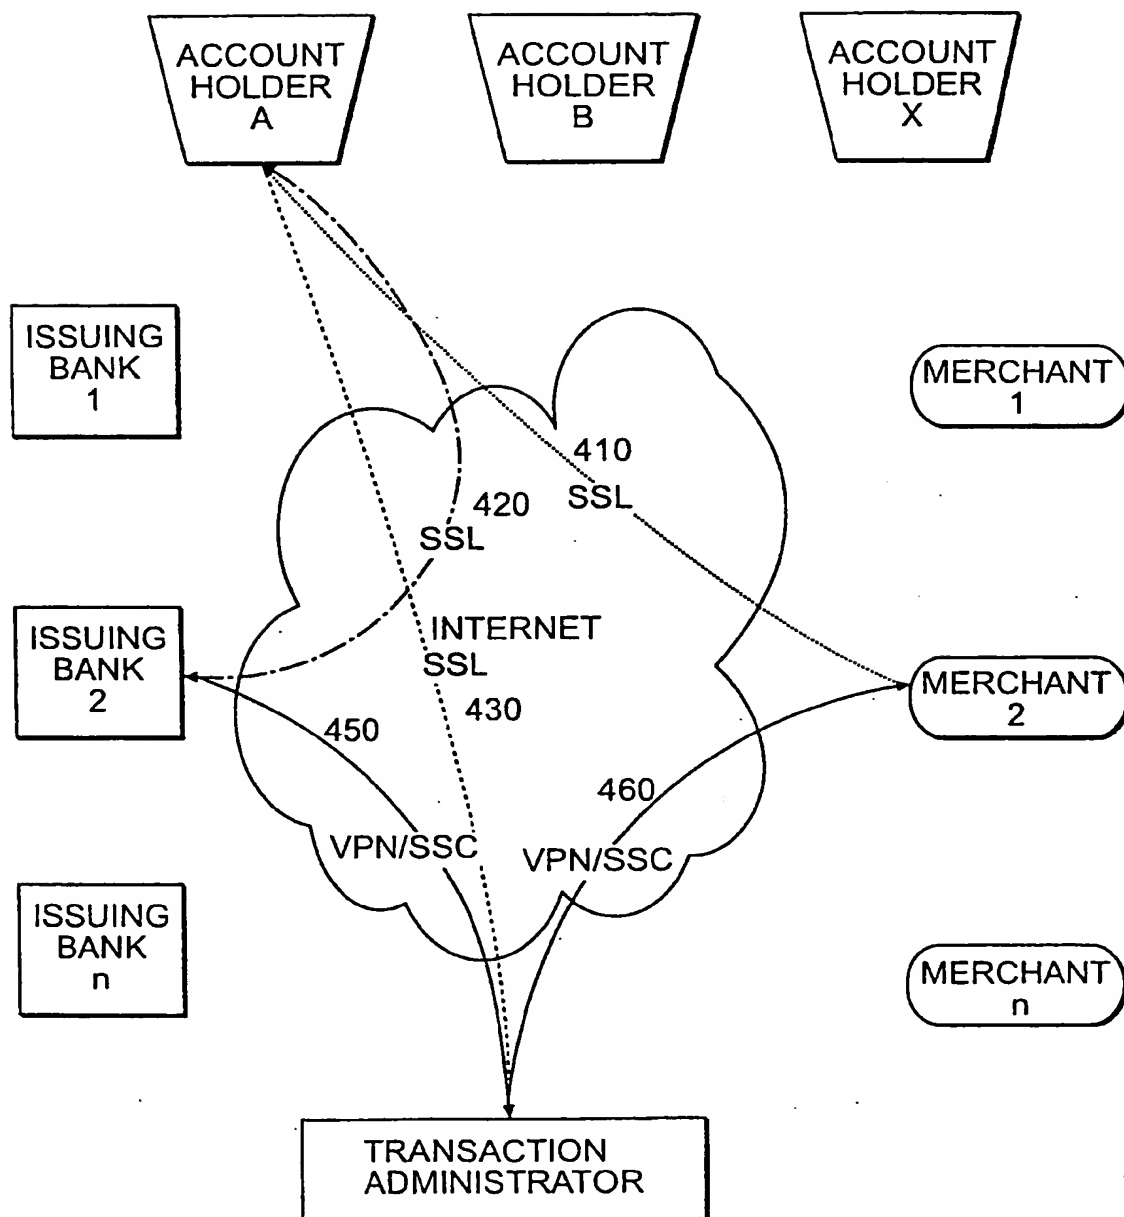 ACCOUNT
HOLDER
A
ACCOUNT
HOLDER
B
ACCOUNT
HOLDER
X
ISSUING
BANK
1
MERCHANT
1
410
SSL
420
SSL
ISSUING
BANK
2
INTERNET
SSL
430
MERCHANT
2
450
460
VPN/SSC
VPN/SSC
ISSUING
BANK
n
MERCHANT
n
TRANSACTION
ADMINISTRATOR